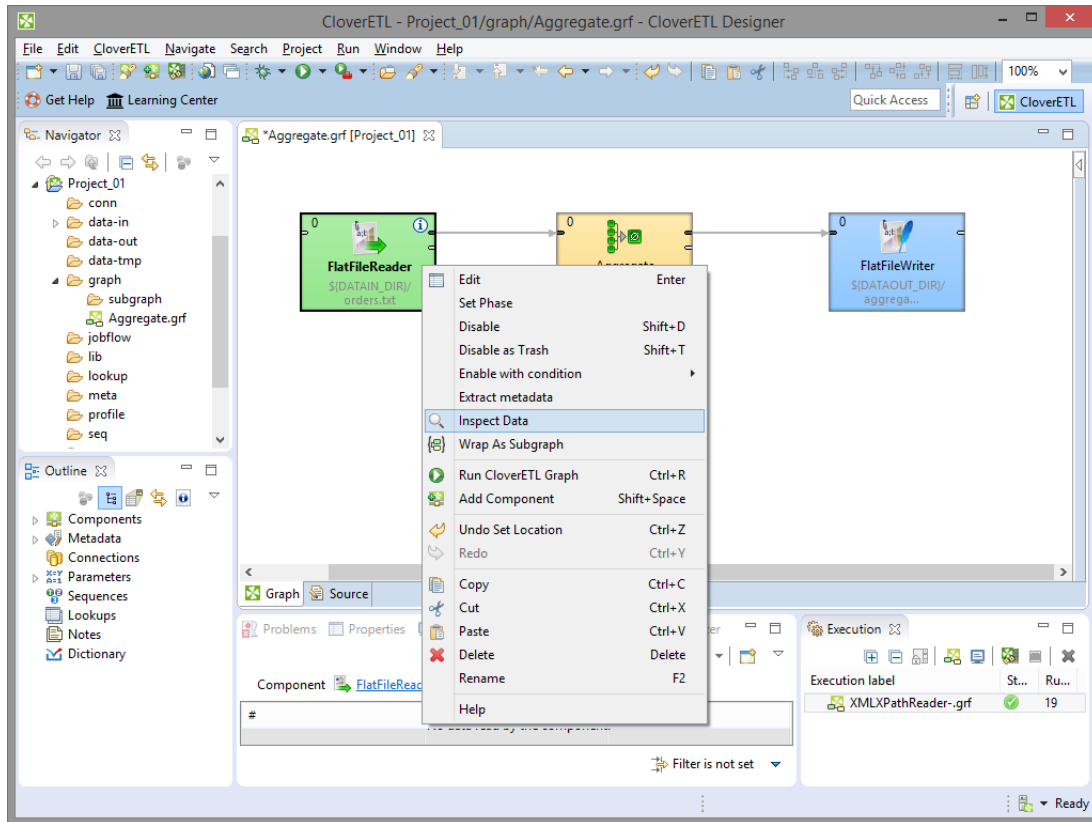 CloverETL - Project_01/graph/Aggregate.grf - CloverETL Designer
File Edit CloverETL Navigate Search Project Run Window Help
100%
Get Help Learning Center
Quick Access
CloverETL
Navigator
Project_01
conn
data-in
data-out
data-tmp
graph
subgraph
Aggregate.grf
jobflow
lib
lookup
meta
profile
seq
*Aggregate.grf [Project_01]
0
FlatFileReader
${DATAIN_DIR}/
orders.txt
0
0
FlatFileWriter
${DATAOUT_DIR}/
aggrega...
Edit Enter
Set Phase
Disable Shift+D
Disable as Trash Shift+T
Enable with condition
Extract metadata
Inspect Data
Wrap As Subgraph
Run CloverETL Graph Ctrl+R
Add Component Shift+Space
Undo Set Location Ctrl+Z
Redo Ctrl+Y
Copy Ctrl+C
Cut Ctrl+X
Paste Ctrl+V
Delete Delete
Rename F2
Help
Graph Source
Outline
Components
Metadata
Connections
Parameters
Sequences
Lookups
Notes
Dictionary
Problems Properties
Component FlatFileReac
#
Filter is not set
Execution
Execution label St... Ru...
XMLXPathReader-.grf 19
Ready